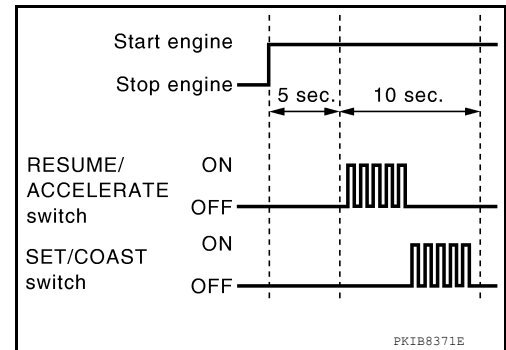 Start engine
Stop engine
5 sec. 10 sec.
RESUME/ ON
ACCELERATE
switch OFF
ON
SET/COAST
switch OFF
PKIB8371E